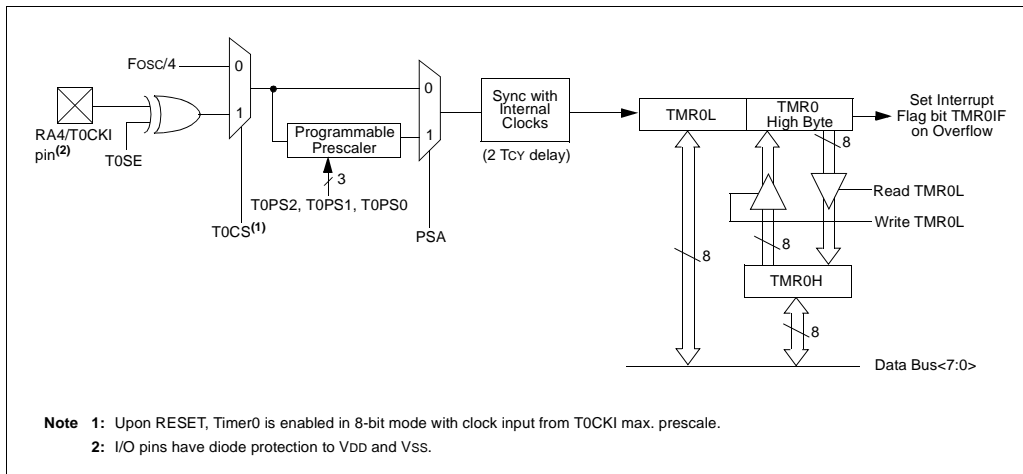 FOSC/4
0
1
RA4/T0CKI
pin(2)
T0SE
T0CS(1)
Programmable
Prescaler
3
T0PS2, T0PS1, T0PS0
0
1
PSA
Sync with
Internal
Clocks
(2 TCY delay)
TMR0L
TMR0
High Byte
Set Interrupt
Flag bit TMR0IF
on Overflow
8
Read TMR0L
Write TMR0L
8
8
TMR0H
8
Data Bus<7:0>
Note 1: Upon RESET, Timer0 is enabled in 8-bit mode with clock input from T0CKI max. prescale.
2: I/O pins have diode protection to VDD and VSS.